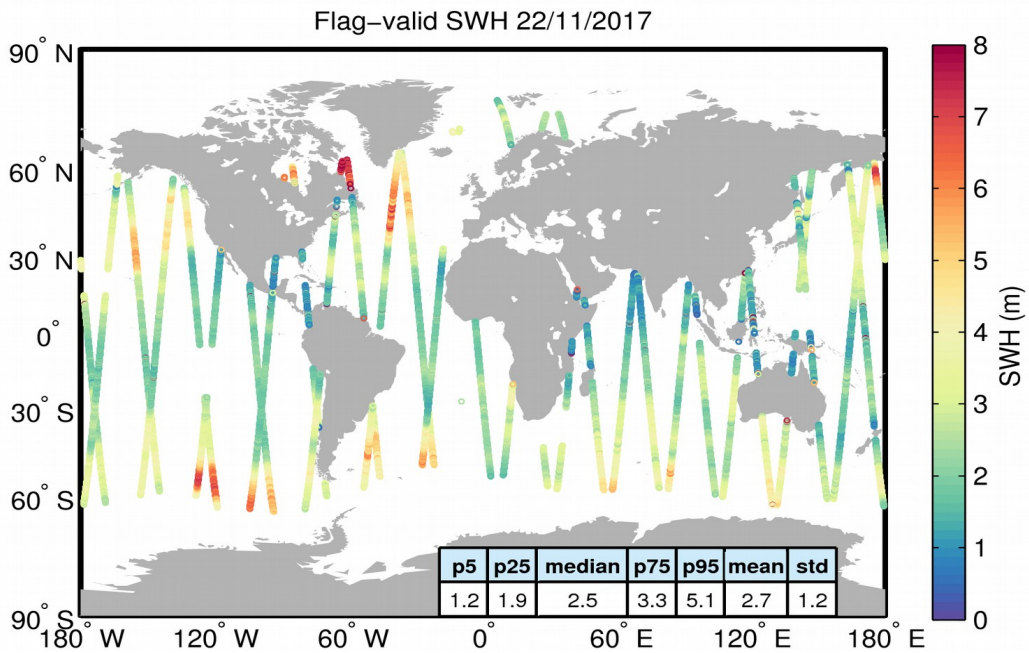 Flag−valid SWH 22/11/2017
90° N
60° N
30° N
0°
30° S
60° S
90° S
180° W
120° W
60° W
0°
60° E
120° E
180° E
p5 p25 median p75 p95 mean std
1.2 1.9 2.5 3.3 5.1 2.7 1.2
8
7
6
5
4
3
2
1
0
SWH (m)